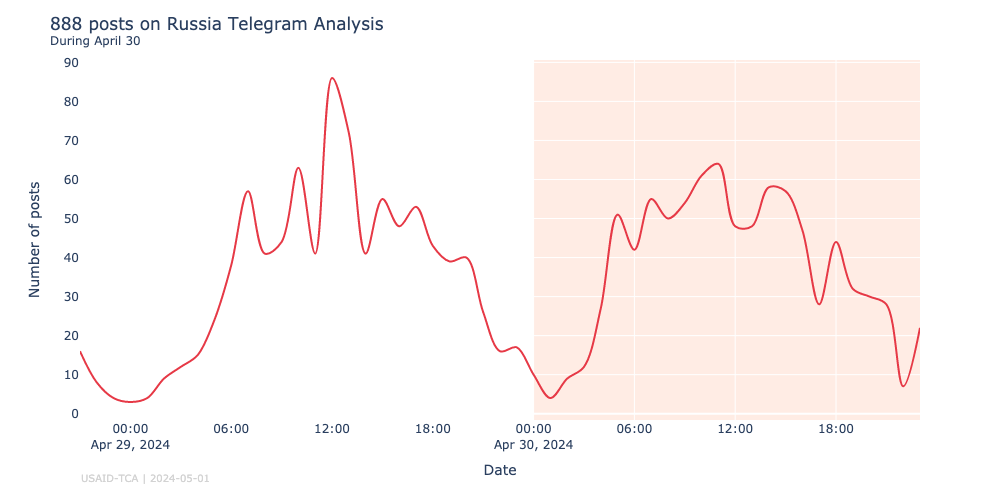 888 posts on Russia Telegram Analysis
During April 30
90
80
70
60
50
40
30
20
10
0
Number of posts
00:00 06:00 12:00 18:00 00:00 06:00 12:00 18:00
Apr 29, 2024 Apr 30, 2024
Date
USAID-TCA | 2024-05-01